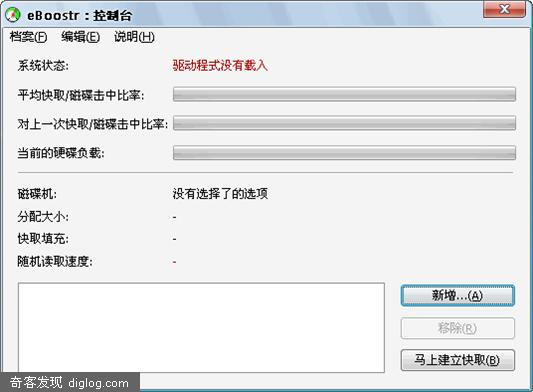 eBoostr : 控制台
档案(F) 编辑(E) 说明(H)
系统状态: 驱动程式没有载入
平均快取/磁碟击中比率:
对上一次快取/磁碟击中比率:
当前的硬碟负载:
磁碟机: 没有选择了的选项
分配大小: -
快取填充: -
随机读取速度: -
新增...(A)
移除(R)
马上建立快取(B)
奇客发现 diglog.com